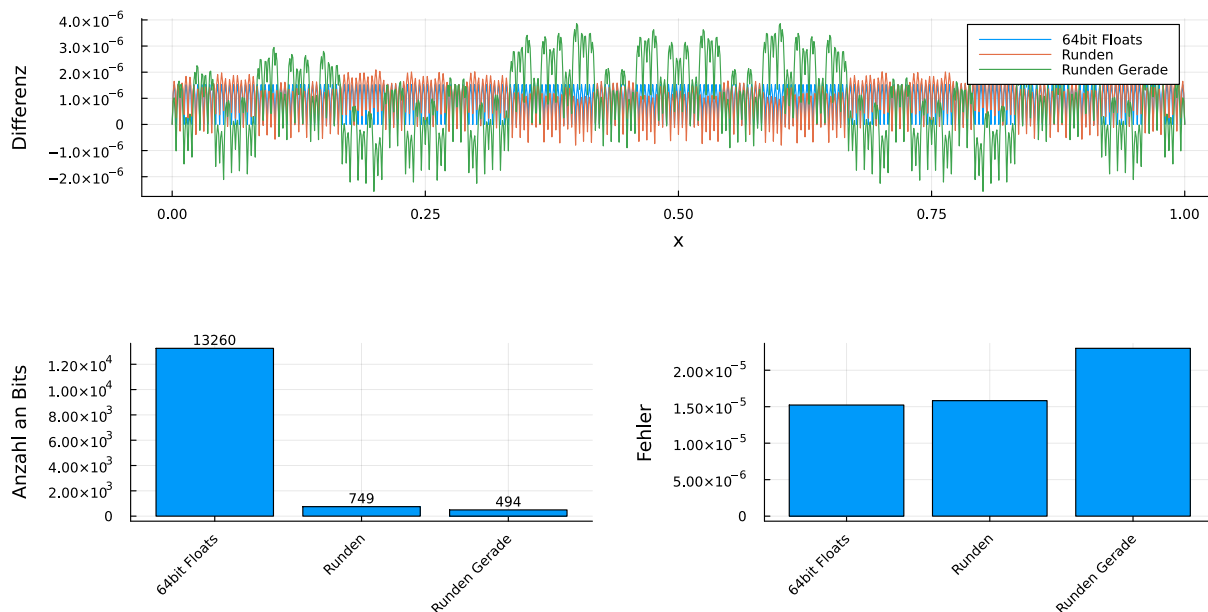 4.0×10⁻⁶
3.0×10⁻⁶
2.0×10⁻⁶
1.0×10⁻⁶
0
−1.0×10⁻⁶
−2.0×10⁻⁶
Differenz
64bit Floats
Runden
Runden Gerade
0.00 0.25 0.50 0.75 1.00
x
Anzahl an Bits
1.20×10⁴
1.00×10⁴
8.00×10³
6.00×10³
4.00×10³
2.00×10³
0
13260
749
494
64bit Floats
Runden
Runden Gerade
Fehler
2.00×10⁻⁵
1.50×10⁻⁵
1.00×10⁻⁵
5.00×10⁻⁶
0
64bit Floats
Runden
Runden Gerade